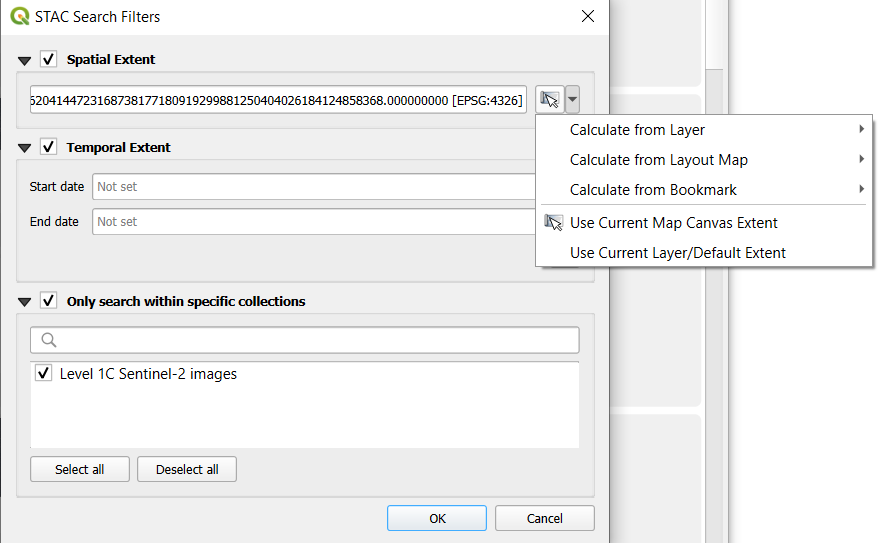 STAC Search Filters
Spatial Extent
6204144723168738177180919299881250404026184124858368.000000000 [EPSG:4326]
Calculate from Layer
Temporal Extent
Calculate from Layout Map
Start date Not set
Calculate from Bookmark
End date Not set
Use Current Map Canvas Extent
Use Current Layer/Default Extent
Only search within specific collections
Level 1C Sentinel-2 images
Select all Deselect all
OK Cancel